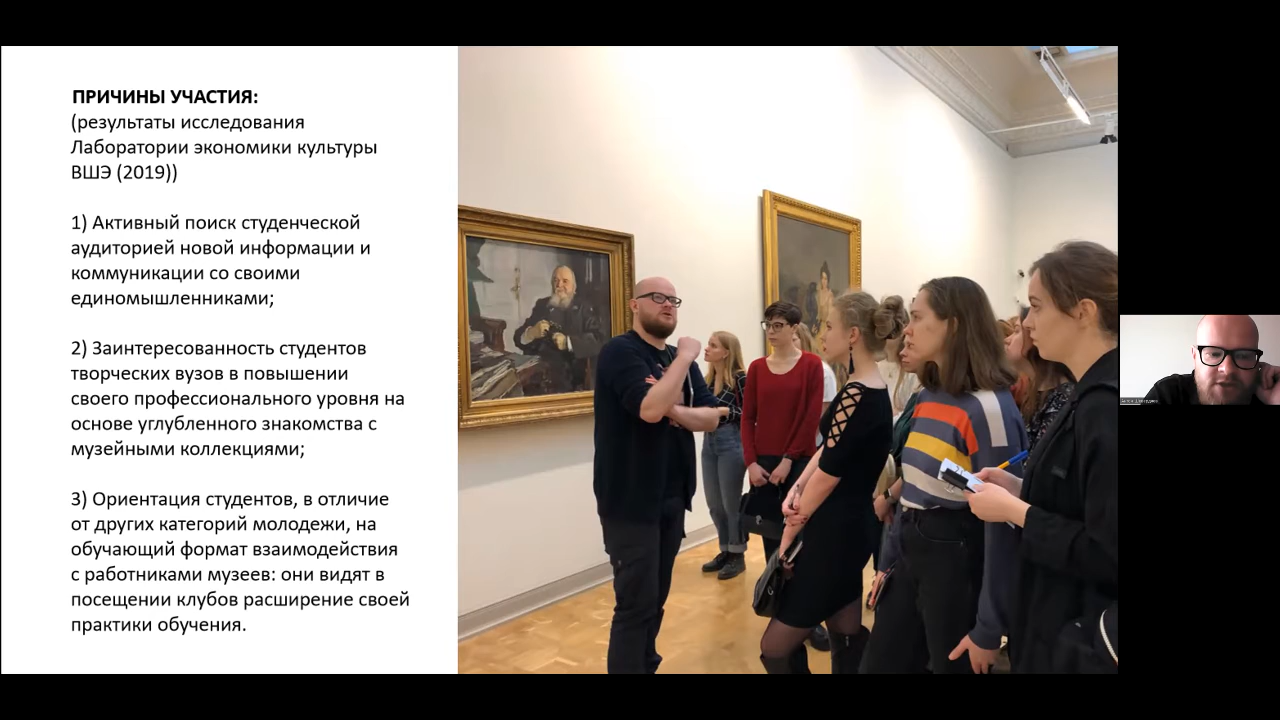 ПРИЧИНЫ УЧАСТИЯ:
(результаты исследования
Лаборатории экономики культуры
ВШЭ (2019))
1) Активный поиск студенческой
аудиторией новой информации и
коммуникации со своими
единомышленниками;
2) Заинтересованность студентов
творческих вузов в повышении
своего профессионального уровня на
основе углубленного знакомства с
музейными коллекциями;
3) Ориентация студентов, в отличие
от других категорий молодежи, на
обучающий формат взаимодействия
с работниками музеев: они видят в
посещении клубов расширение своей
практики обучения.